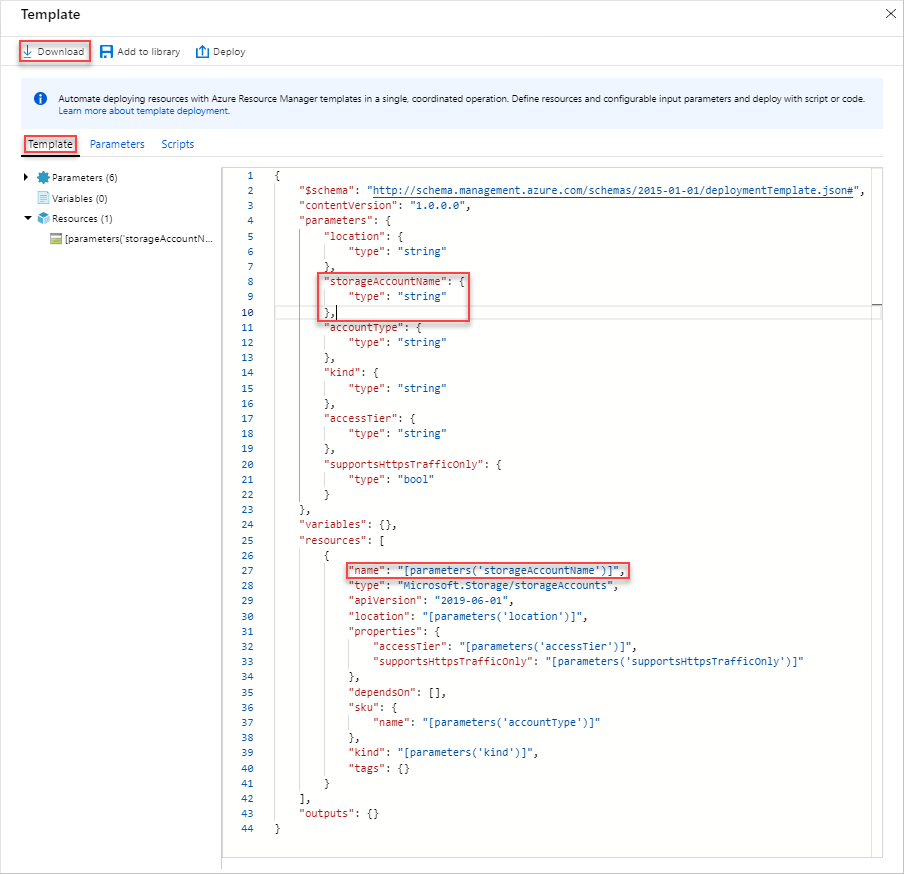 Template
Download
Add to library
Deploy
Automate deploying resources with Azure Resource Manager templates in a single, coordinated operation. Define resources and configurable input parameters and deploy with script or code.
Learn more about template deployment.
Template
Parameters
Scripts
Parameters (6)
Variables (0)
Resources (1)
[parameters('storageAccountN...
1 {
2 "$schema": "http://schema.management.azure.com/schemas/2015-01-01/deploymentTemplate.json#",
3 "contentVersion": "1.0.0.0",
4 "parameters": {
5 "location": {
6 "type": "string"
7 },
8 "storageAccountName": {
9 "type": "string"
10 },
11 "accountType": {
12 "type": "string"
13 },
14 "kind": {
15 "type": "string"
16 },
17 "accessTier": {
18 "type": "string"
19 },
20 "supportsHttpsTrafficOnly": {
21 "type": "bool"
22 }
23 },
24 "variables": {},
25 "resources": [
26 {
27 "name": "[parameters('storageAccountName')]",
28 "type": "Microsoft.Storage/storageAccounts",
29 "apiVersion": "2019-06-01",
30 "location": "[parameters('location')]",
31 "properties": {
32 "accessTier": "[parameters('accessTier')]",
33 "supportsHttpsTrafficOnly": "[parameters('supportsHttpsTrafficOnly')]"
34 },
35 "dependsOn": [],
36 "sku": {
37 "name": "[parameters('accountType')]"
38 },
39 "kind": "[parameters('kind')]",
40 "tags": {}
41 }
42 ],
43 "outputs": {}
44 }